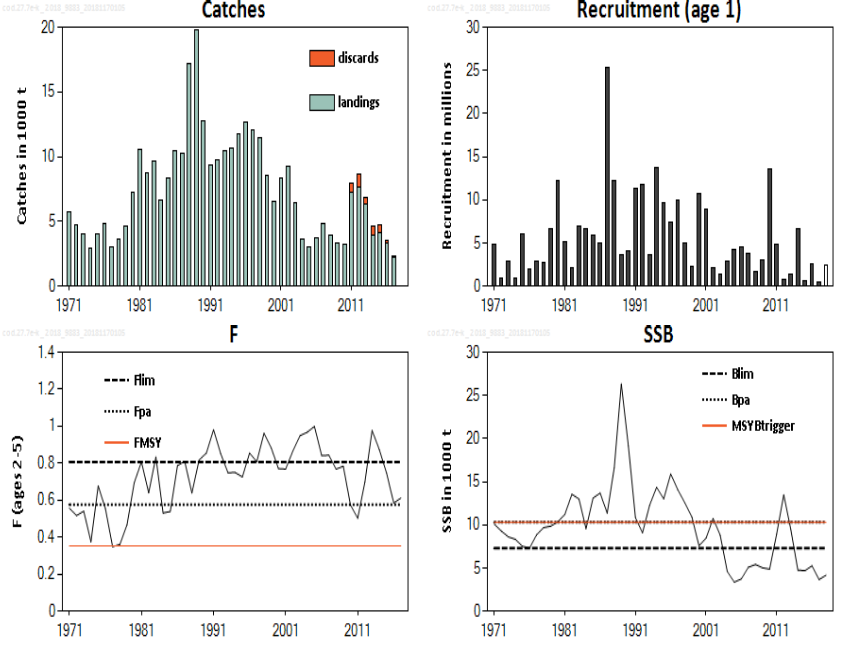 Catches
20
15
10
5
0
Catches in 1000 t
discards
landings
1971 1981 1991 2001 2011
Recruitment (age 1)
30
25
20
15
10
5
0
Recruitment in millions
1971 1981 1991 2001 2011
F
1.4
1.2
1
0.8
0.6
0.4
0.2
0
F (ages 2-5)
Flim
Fpa
FMSY
1971 1981 1991 2001 2011
SSB
30
25
20
15
10
5
0
SSB in 1000 t
Blim
Bpa
MSY Btrigger
1971 1981 1991 2001 2011